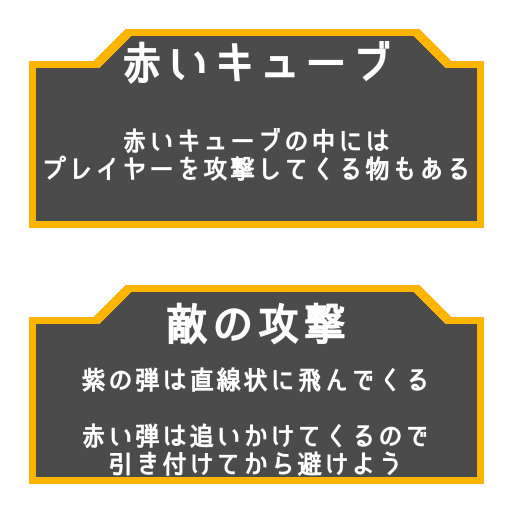 赤いキューブ
赤いキューブの中には
プレイヤーを攻撃してくる物もある
敵の攻撃
紫の弾は直線状に飛んでくる
赤い弾は追いかけてくるので
引き付けてから避けよう